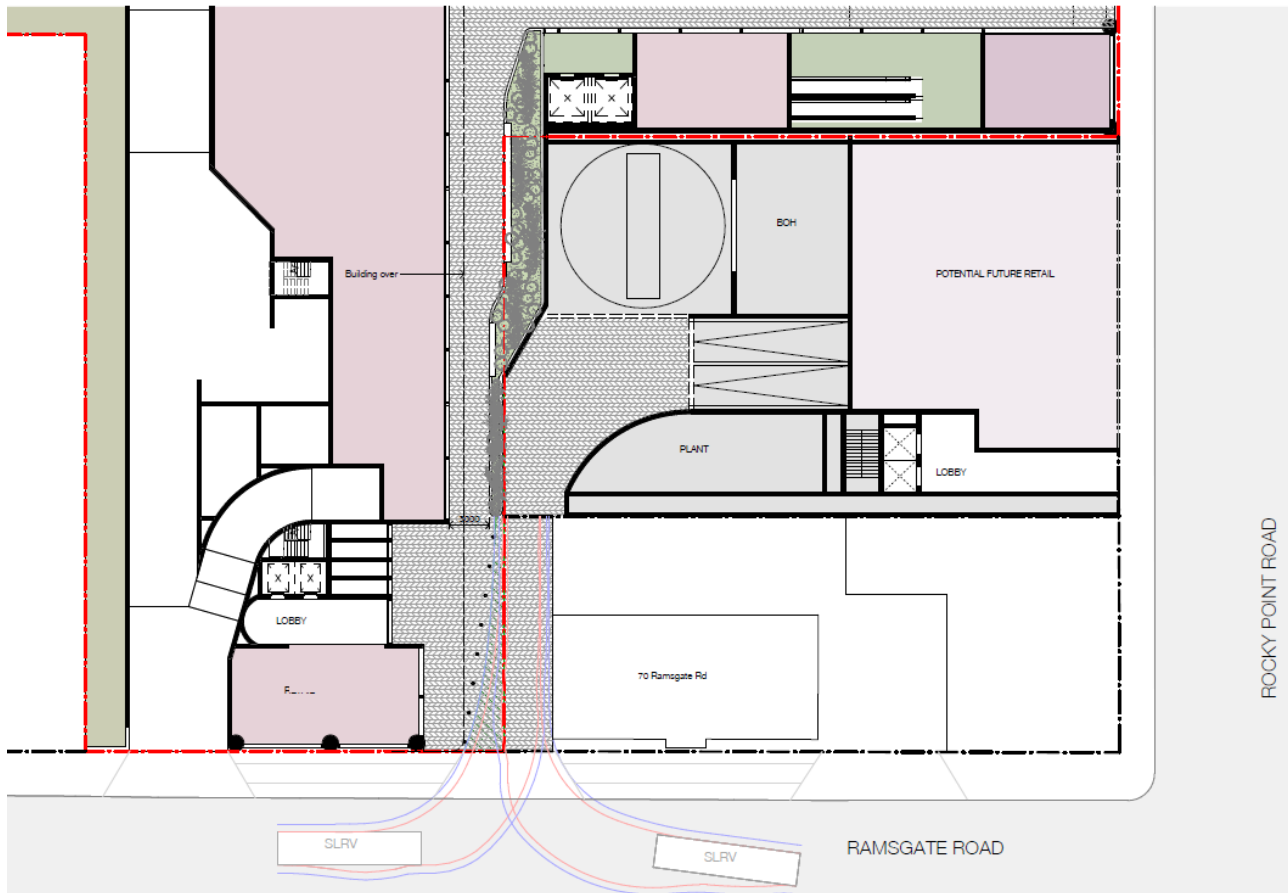 BOH
Building over
POTENTIAL FUTURE RETAIL
PLANT
LOBBY
3000
LOBBY
70 Ramsgate Rd
ROCKY POINT ROAD
SLRV
SLRV
RAMSGATE ROAD